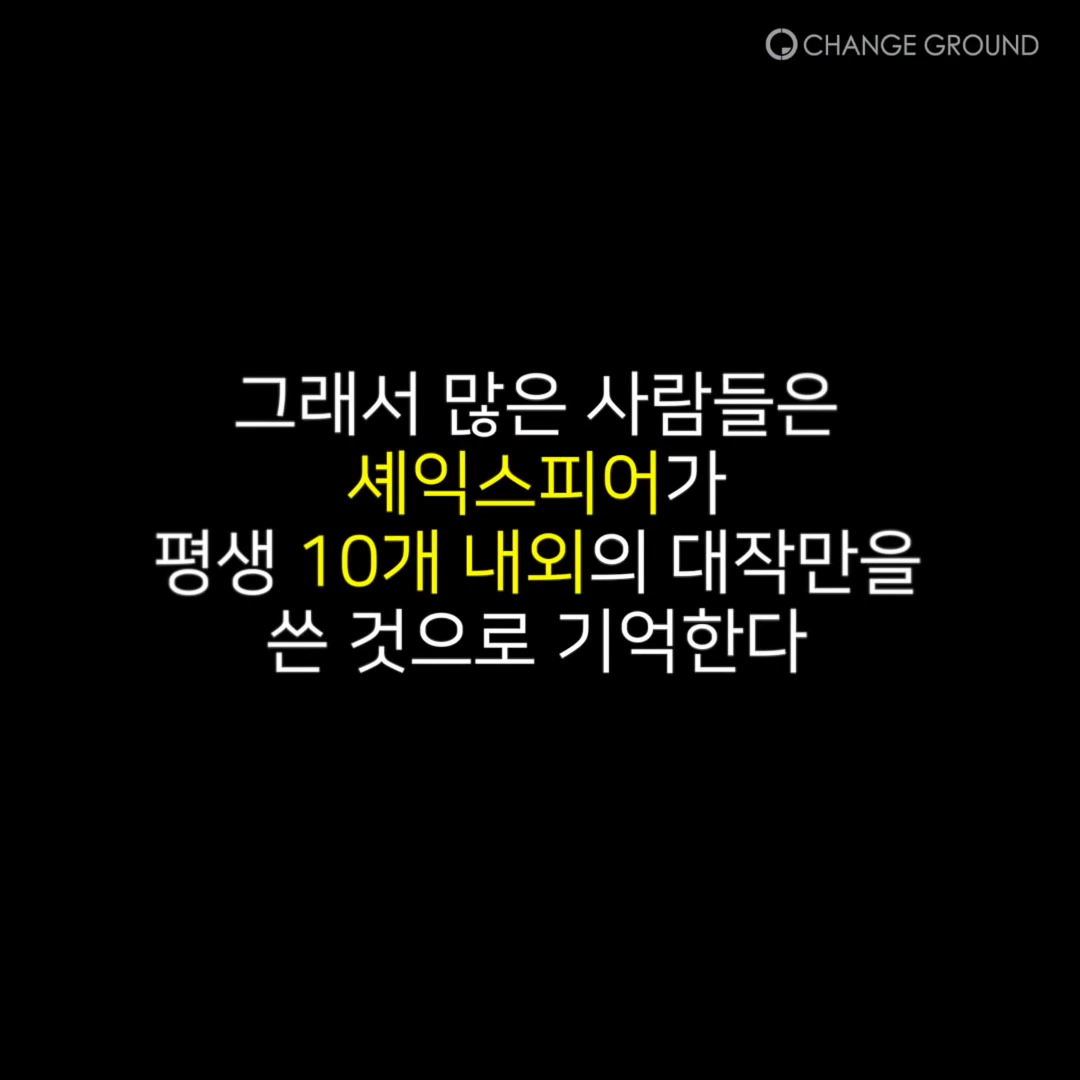 CHANGE GROUND
그래서 많은 사람들은
셰익스피어가
평생 10개 내외의 대작만을
쓴 것으로 기억한다